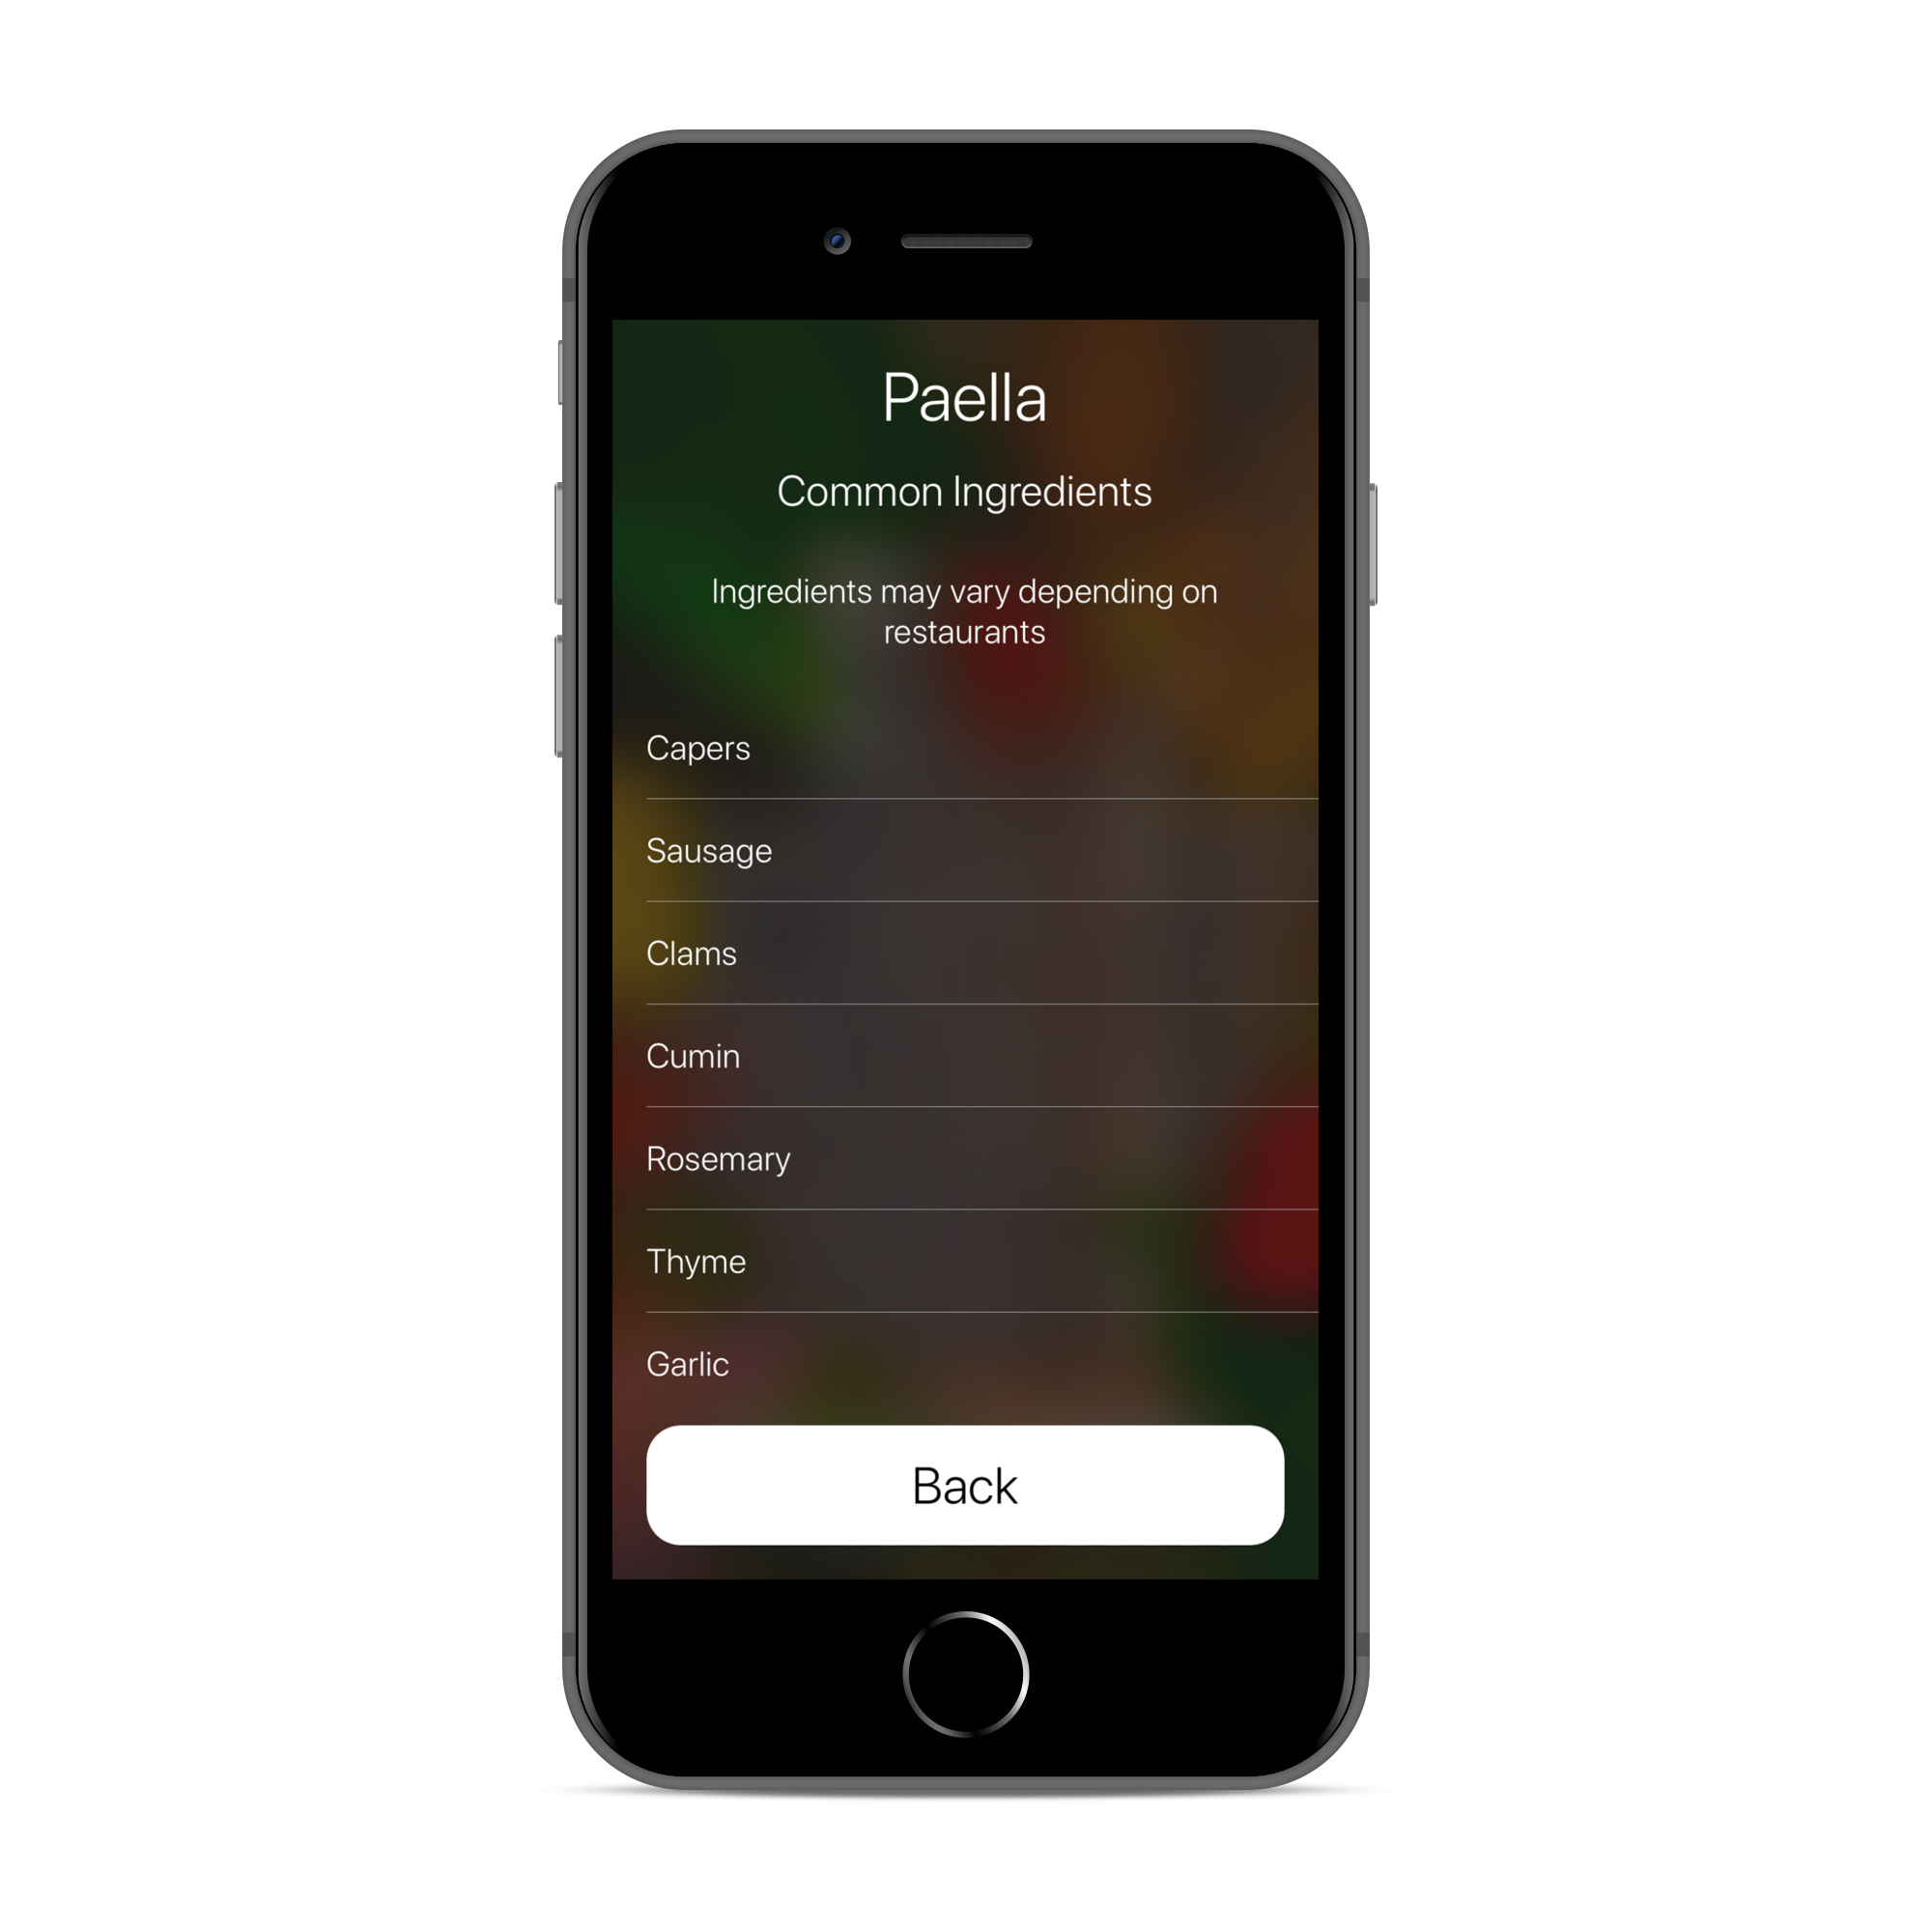 Paella
Common Ingredients
Ingredients may vary depending on
restaurants
Capers
Sausage
Clams
Cumin
Rosemary
Thyme
Garlic
Back